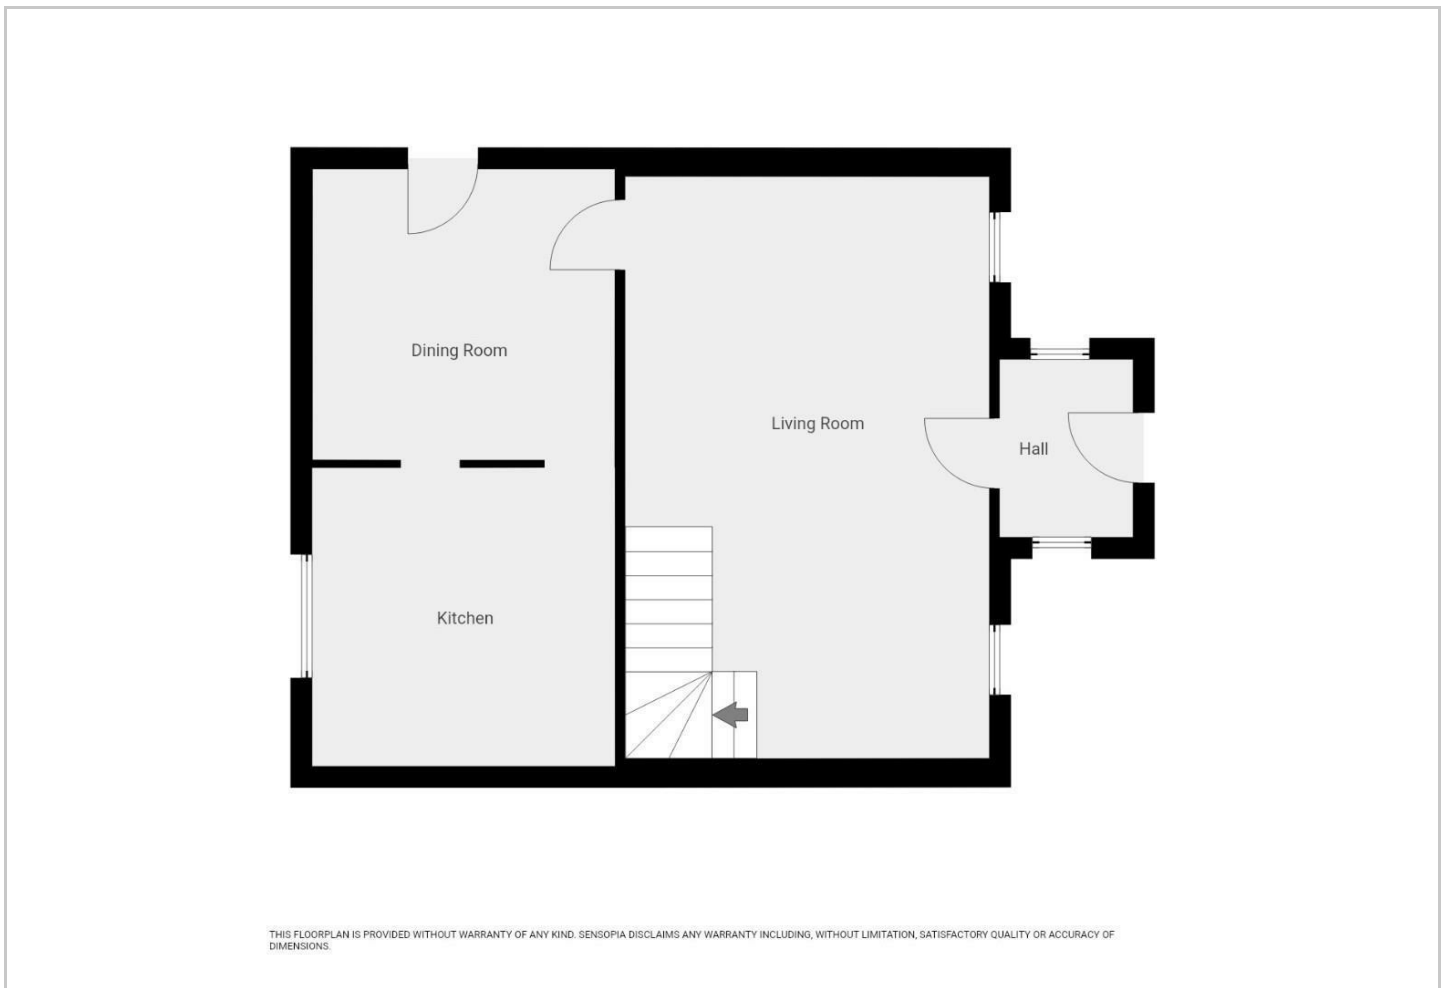 Dining Room
Living Room
Hall
Kitchen
THIS FLOORPLAN IS PROVIDED WITHOUT WARRANTY OF ANY KIND. SENSOPIA DISCLAIMS ANY WARRANTY INCLUDING, WITHOUT LIMITATION, SATISFACTORY QUALITY OR ACCURACY OF
DIMENSIONS.